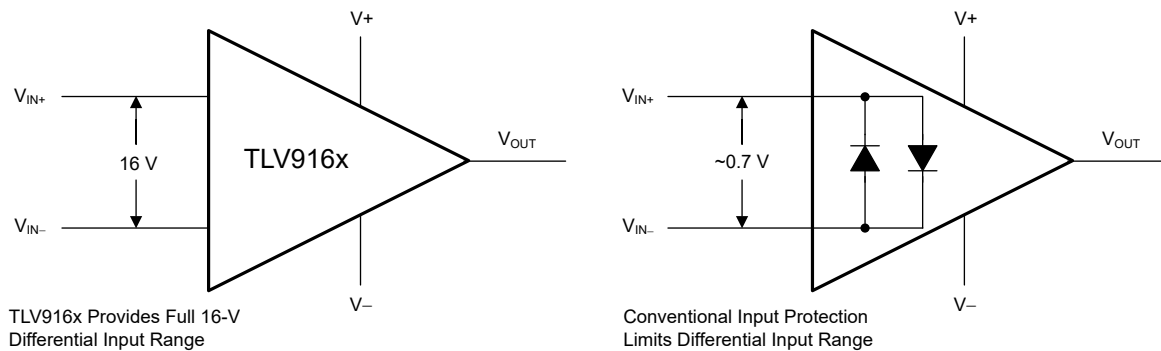 V+
VIN+
16 V
TLV916x
VOUT
VIN–
V–
TLV916x Provides Full 16-V
Differential Input Range
V+
VIN+
~0.7 V
VOUT
VIN–
V–
Conventional Input Protection
Limits Differential Input Range